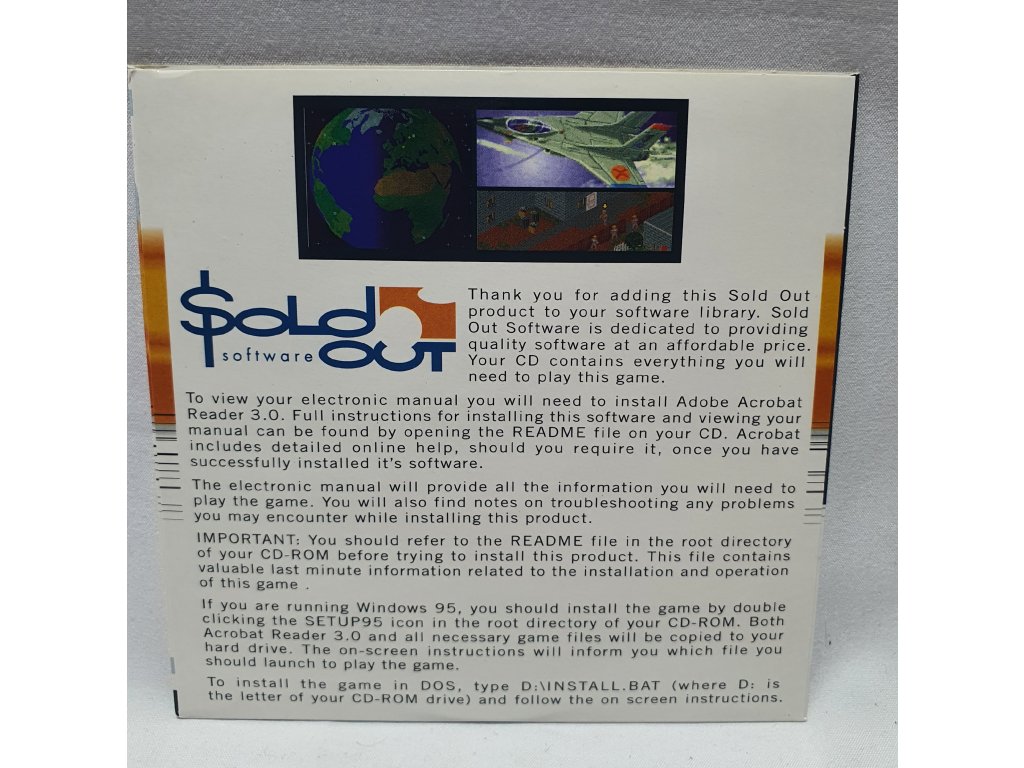 $old
software OUT
Thank you for adding this Sold Out
product to your software library. Sold
Out Software is dedicated to providing
quality software at an affordable price.
Your CD contains everything you will
need to play this game.
To view your electronic manual you will need to install Adobe Acrobat
Reader 3.0. Full instructions for installing this software and viewing your
manual can be found by opening the README file on your CD. Acrobat
includes detailed online help, should you require it, once you have
successfully installed it's software.
The electronic manual will provide all the information you will need to
play the game. You will also find notes on troubleshooting any problems
you may encounter while installing this product.
IMPORTANT: You should refer to the README file in the root directory
of your CD-ROM before trying to install this product. This file contains
valuable last minute information related to the installation and operation
of this game .
If you are running Windows 95, you should install the game by double
clicking the SETUP95 icon in the root directory of your CD-ROM. Both
Acrobat Reader 3.0 and all necessary game files will be copied to your
hard drive. The on-screen instructions will inform you which file you
should launch to play the game.
To install the game in DOS, type D:\INSTALL.BAT (where D: is
the letter of your CD-ROM drive) and follow the on screen instructions.